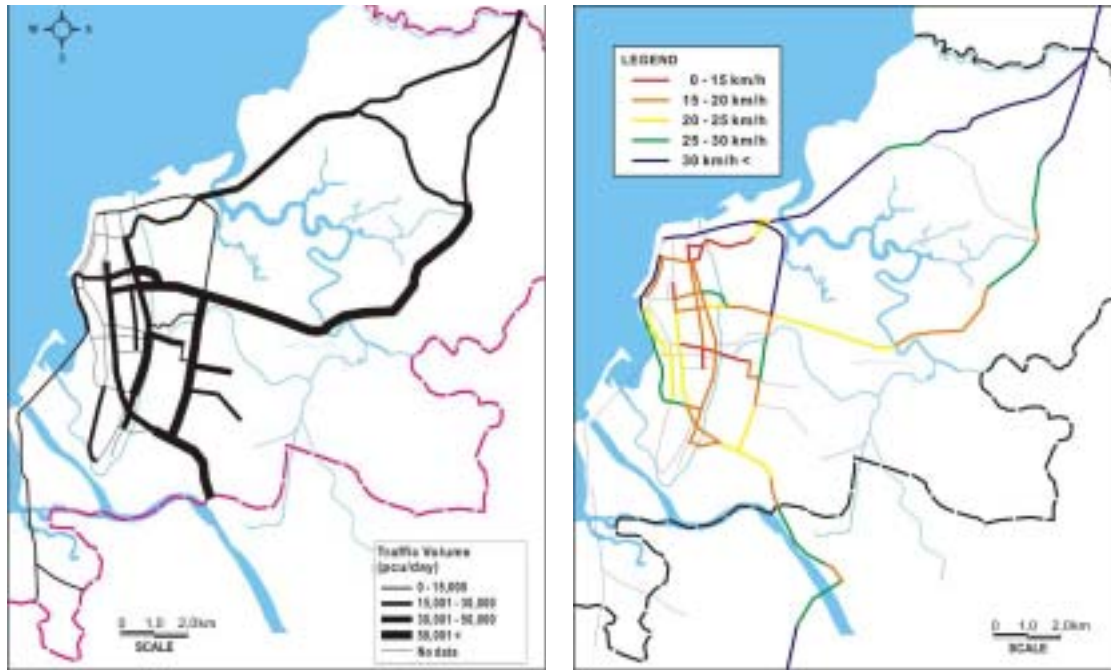 Traffic Volume
(pcu/day)
0 - 15,000
15,001 - 30,000
30,001 - 50,000
50,001 <
No data
0 1.0 2.0km
SCALE
LEGEND
0 - 15 km/h
15 - 20 km/h
20 - 25 km/h
25 - 30 km/h
30 km/h <
0 1.0 2.0km
SCALE